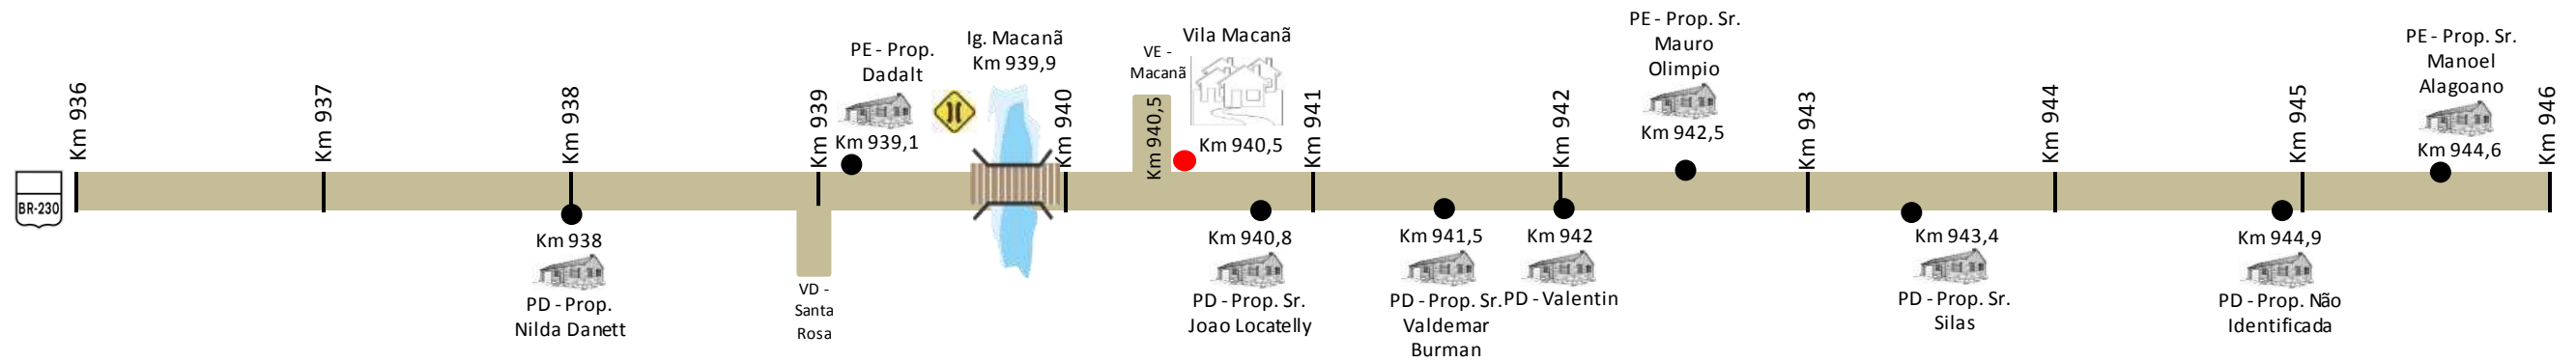 BR-230
Km 936
Km 937
Km 938
Km 938
PD - Prop.
Nilda Danett
Km 939
VD -
Santa
Rosa
PE - Prop.
Dadalt
Km 939,1
Ig. Macanã
Km 939,9
Km 940
VE -
Macanã
Km 940,5
Vila Macanã
Km 940,5
Km 940,8
PD - Prop. Sr.
Joao Locatelly
Km 941
Km 941,5
PD - Prop. Sr.
Valdemar
Burman
Km 942
Km 942
PD - Valentin
PE - Prop. Sr.
Mauro
Olimpio
Km 942,5
Km 943
Km 943,4
PD - Prop. Sr.
Silas
Km 944
PE - Prop. Sr.
Manoel
Alagoano
Km 944,6
Km 944,9
PD - Prop. Não
Identificada
Km 945
Km 946